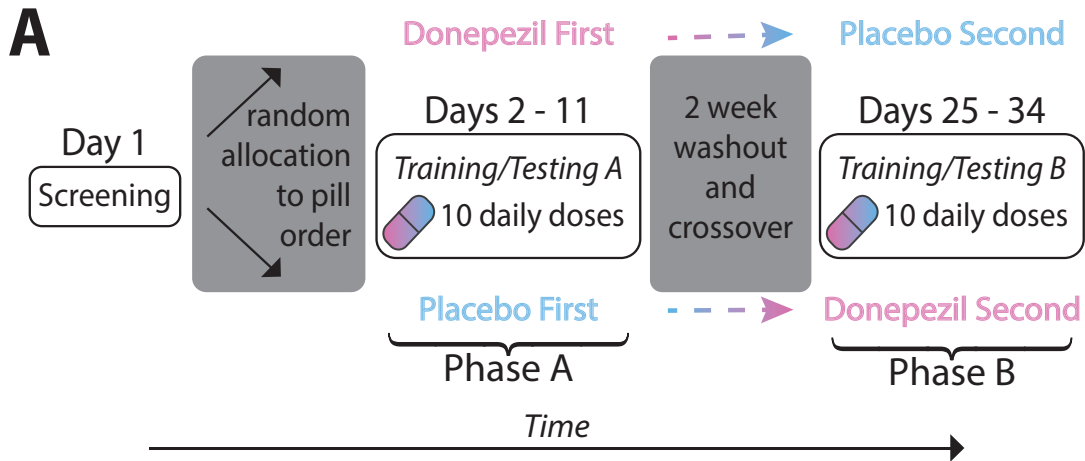 A
Donepezil First
Placebo Second
Day 1
Screening
random
allocation
to pill
order
Days 2 - 11
Training/Testing A
10 daily doses
2 week
washout
and
crossover
Days 25 - 34
Training/Testing B
10 daily doses
Placebo First
Donepezil Second
Phase A
Phase B
Time